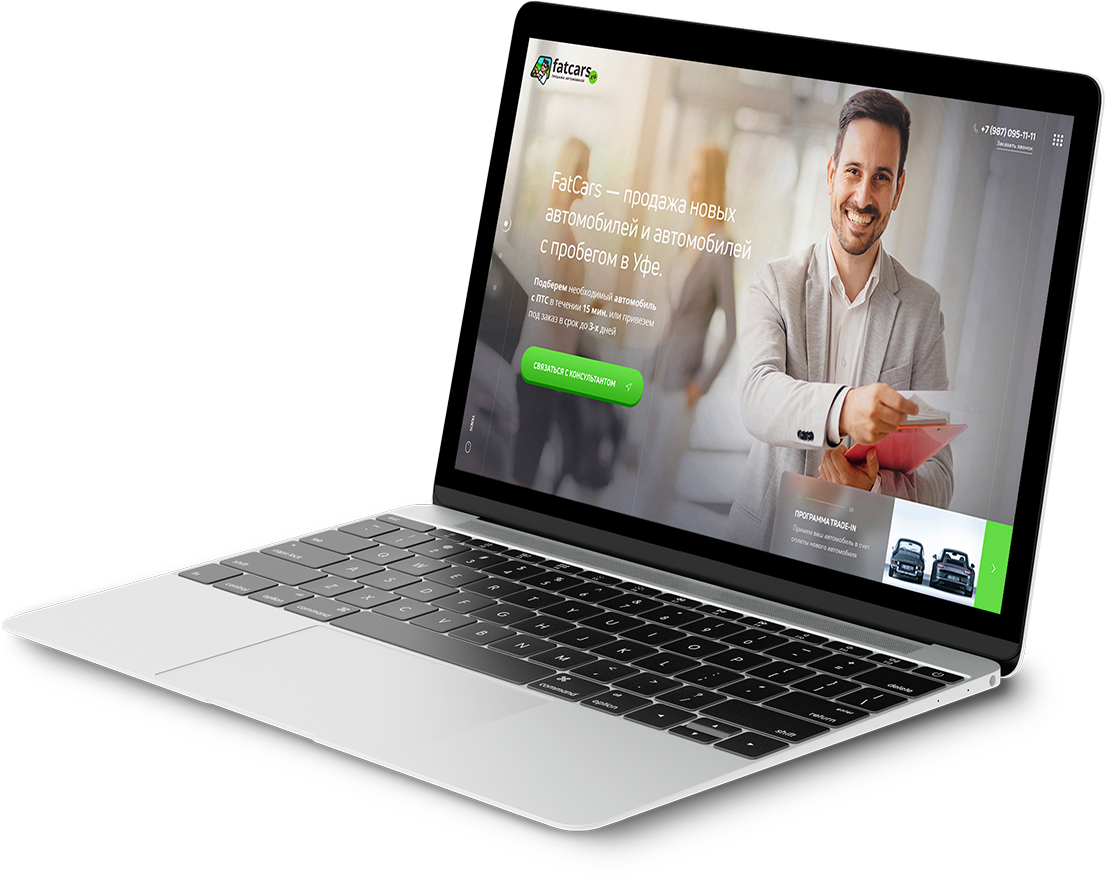 fatcars
ПРОДАЖА АВТОМОБИЛЕЙ
+7 (987) 095-11-11
Заказать звонок
FatCars — продажа новых
автомобилей и автомобилей
с пробегом в Уфе.
Подберем необходимый автомобиль
с ПТС в течении 15 мин. или привезем
под заказ в срок до 3-х дней
СВЯЗАТЬСЯ С КОНСУЛЬТАНТОМ
ПРОГРАММА TRADE-IN
Примем ваш автомобиль в счет
оплаты нового автомобиля
delete
Q W E R T Y U I O P
caps lock A S D F G H J K L
enter
return
shift Z X C V B N M
shift
fn control option command
command option